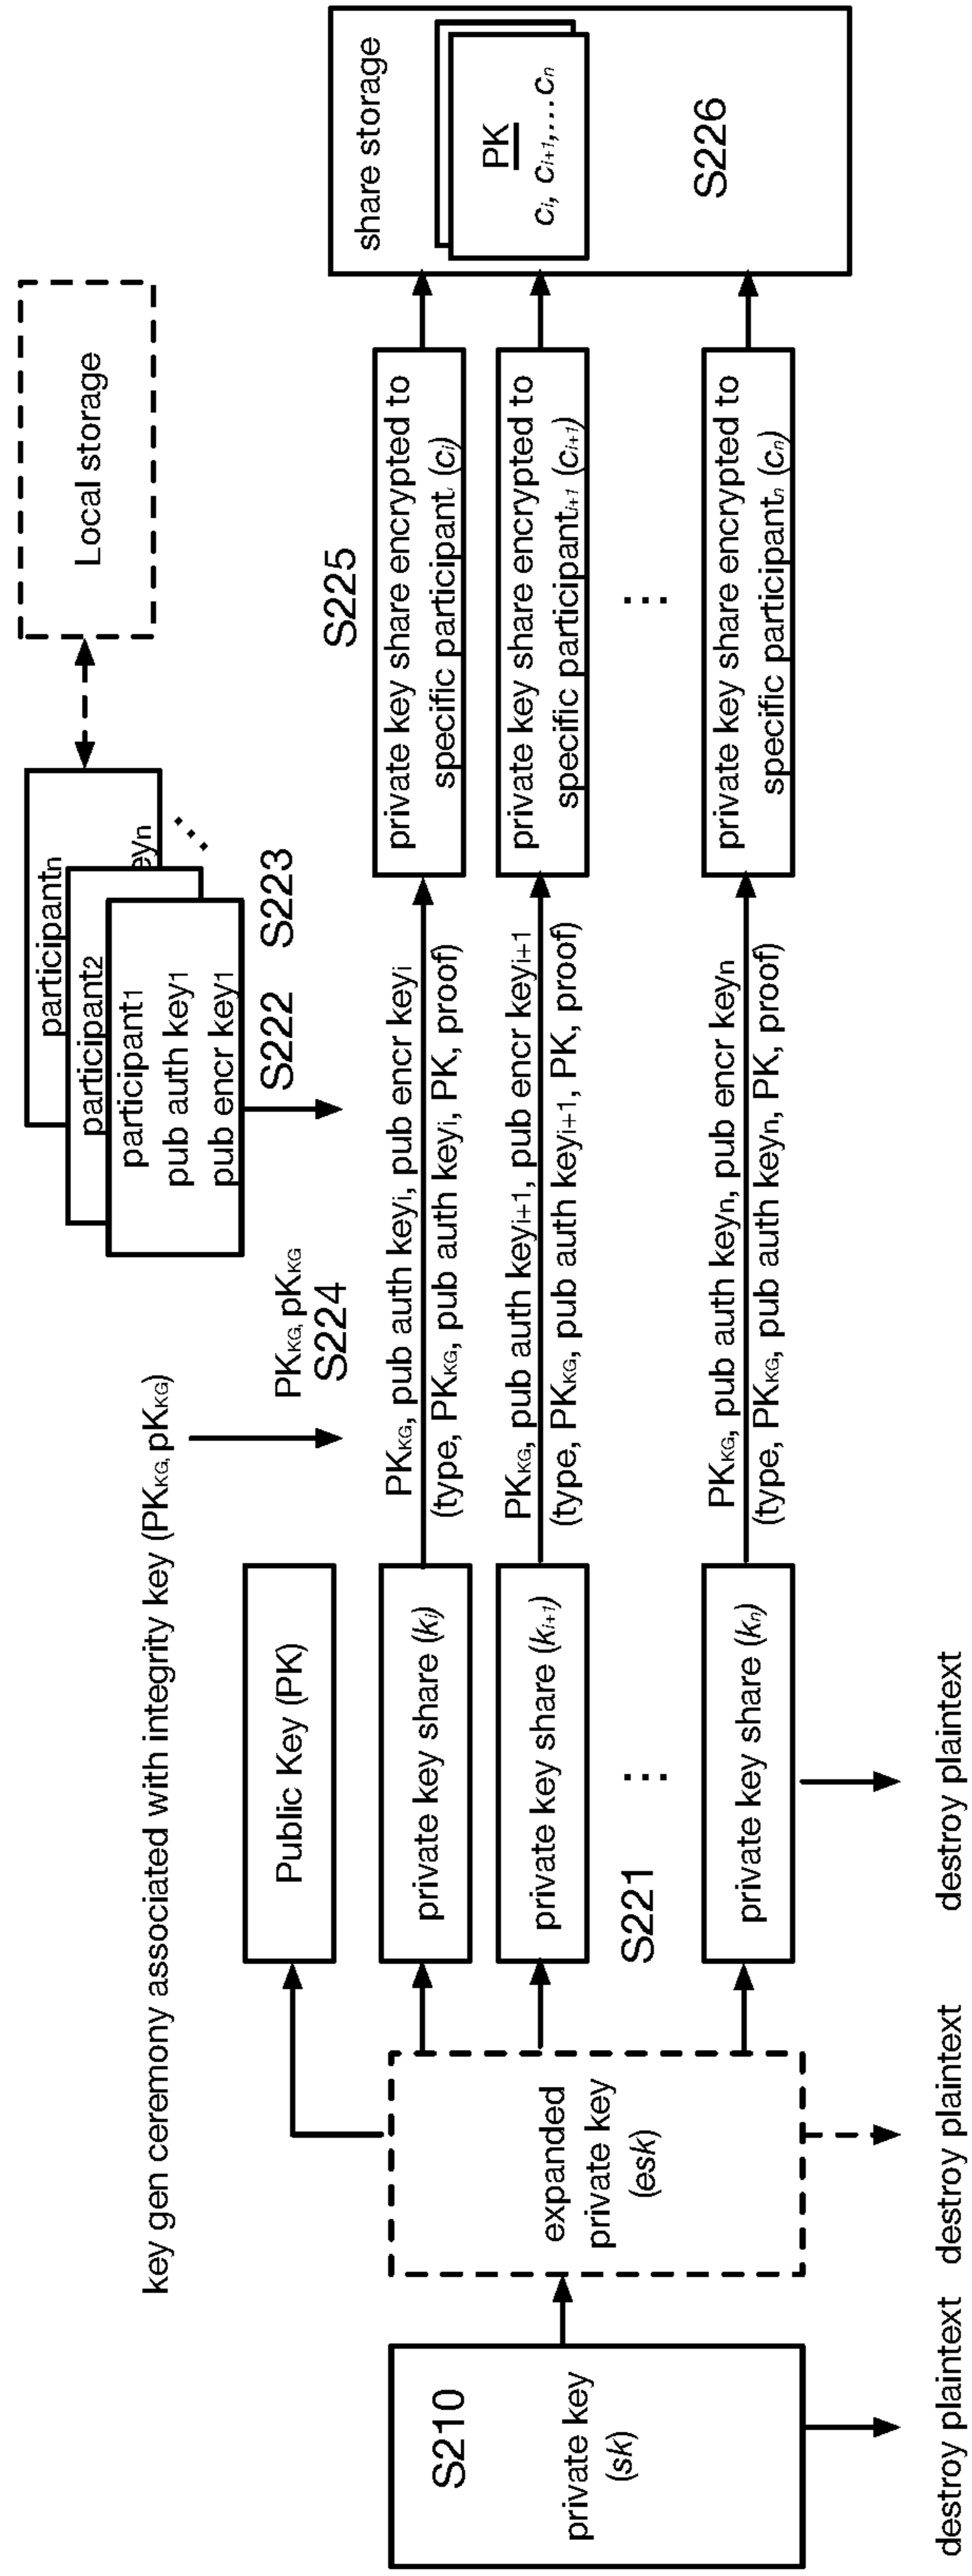 key gen ceremony associated with integrity key (PKKG, pKKG)
S210
private key
(sk)
destroy plaintext
expanded
private key
(esk)
destroy plaintext
Public Key (PK)
private key share (ki)
private key share (ki+1)
...
S221
private key share (kn)
destroy plaintext
PKKG, pKKG
S224
participantn
eyn
participant2
participant1
pub auth key1
pub encr key1
...
S222
S223
Local storage
PKKG, pub auth keyi, pub encr keyi
(type, PKKG, pub auth keyi, PK, proof)
PKKG, pub auth keyi+1, pub encr keyi+1
(type, PKKG, pub auth keyi+1, PK, proof)
PKKG, pub auth keyn, pub encr keyn
(type, PKKG, pub auth keyn, PK, proof)
S225
private key share encrypted to
specific participanti (ci)
private key share encrypted to
specific participanti+1 (ci+1)
...
private key share encrypted to
specific participantn (cn)
share storage
PK
ci, ci+1,...cn
S226